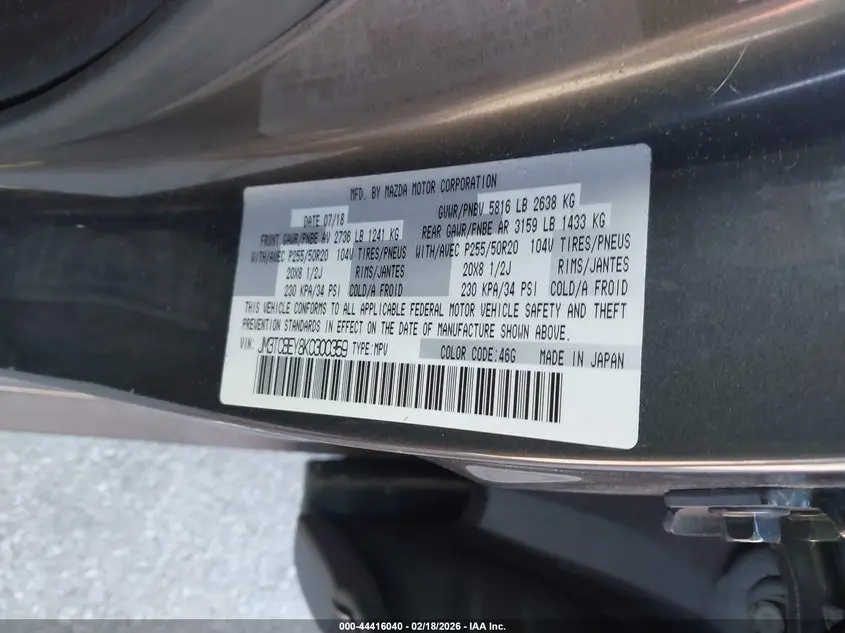 MFD. BY MAZDA MOTOR CORPORATION
DATE 07/18 GVWR/PNBV 5816 LB 2638 KG
FRONT GAWR/PNBE AV 2736 LB 1241 KG REAR GAWR/PNBE AR 3159 LB 1433 KG
WITH/AVEC P255/50R20 104V TIRES/PNEUS WITH/AVEC P255/50R20 104V TIRES/PNEUS
20X8 1/2J RIMS/JANTES 20X8 1/2J RIMS/JANTES
230 KPA/34 PSI COLD/A FROID 230 KPA/34 PSI COLD/A FROID
THIS VEHICLE CONFORMS TO ALL APPLICABLE FEDERAL MOTOR VEHICLE SAFETY AND THEFT
PREVENTION STANDARDS IN EFFECT ON THE DATE OF MANUFACTURE SHOWN ABOVE.
VIN: JM3TCBEY8K0300359 TYPE:MPV COLOR CODE:46G MADE IN JAPAN
000-44416040 - 02/18/2026 - IAA Inc.